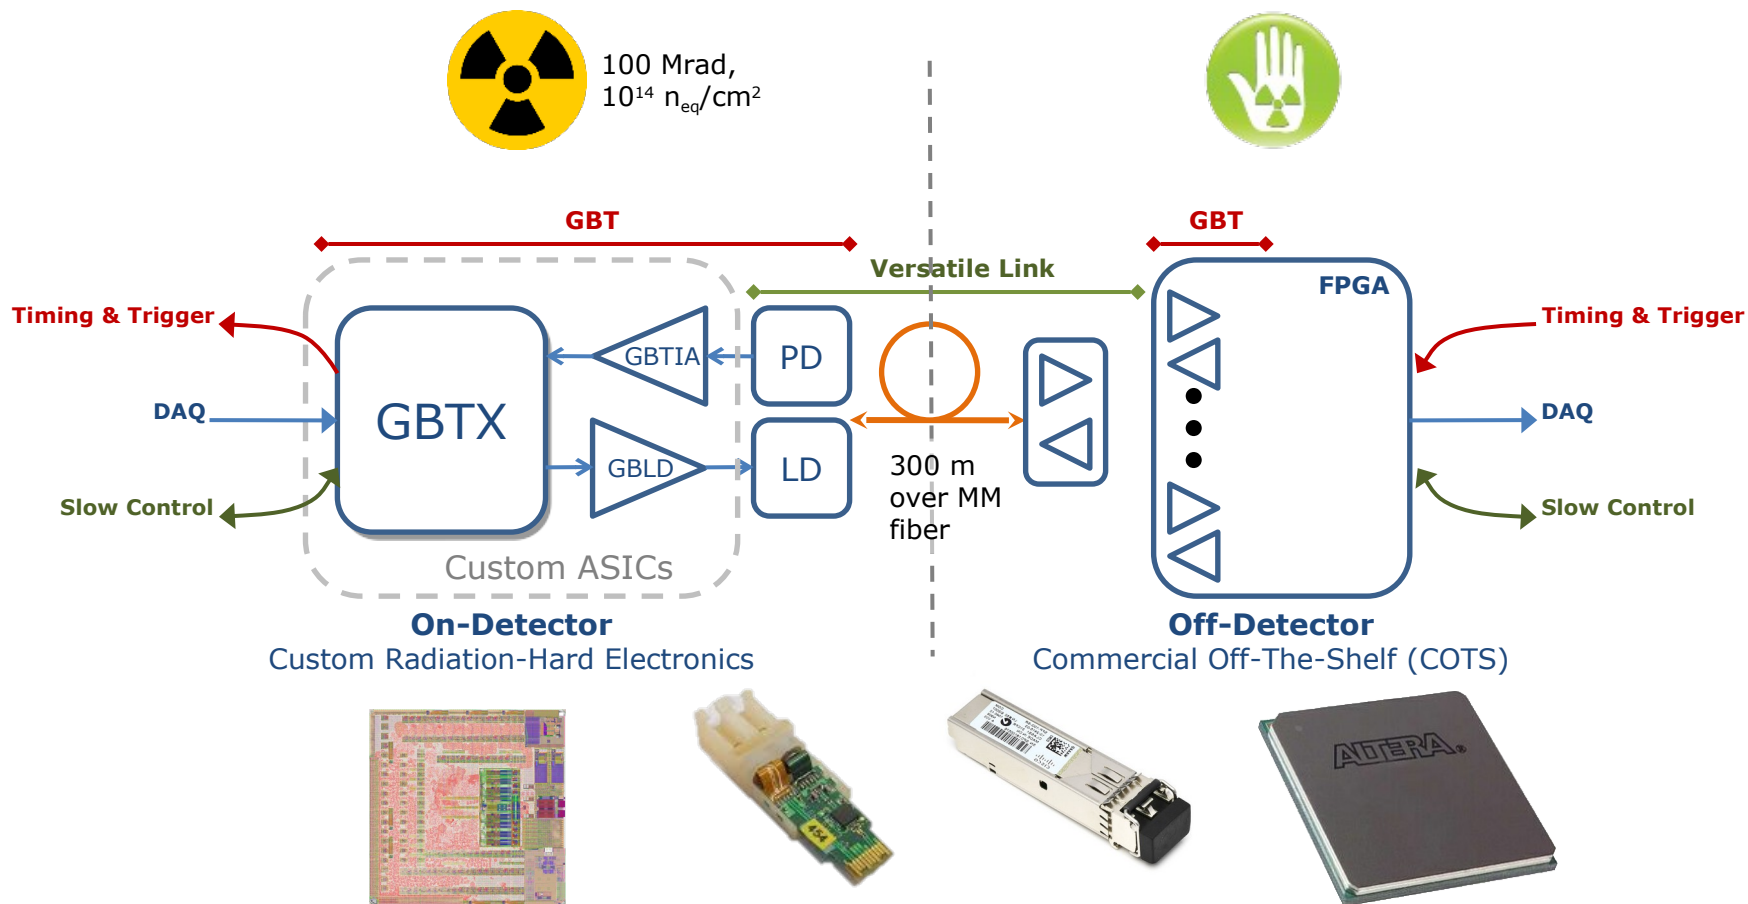 100 Mrad,
10¹⁴ nₑq/cm²
GBT
GBT
Versatile Link
FPGA
Timing & Trigger
Timing & Trigger
GBTIA
PD
DAQ
GBTX
DAQ
GBLD
LD
300 m
over MM
fiber
Slow Control
Slow Control
Custom ASICs
On-Detector
Custom Radiation-Hard Electronics
Off-Detector
Commercial Off-The-Shelf (COTS)
454
ALTERA®